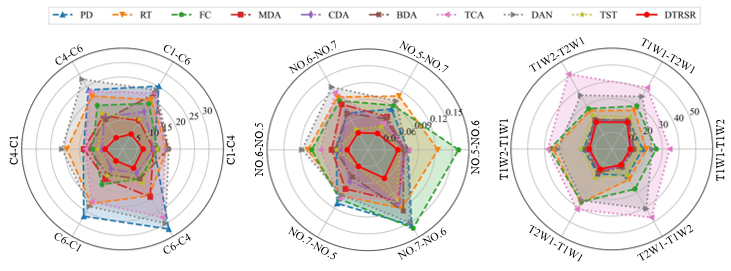 PD RT FC MDA CDA BDA TCA DAN TST DTRSR
C4-C6 C1-C6
C4-C1 C1-C4
C6-C1 C6-C4
10 15 20 25 30
NO.6-NO.7 NO.5-NO.7
NO.6-NO.5 NO.5-NO.6
NO.7-NO.5 NO.7-NO.6
0.06 0.09 0.12 0.15
T1W2-T2W1 T1W1-T2W1
T1W2-T1W1 T1W1-T1W2
T2W1-T1W1 T2W1-T1W2
20 30 40 50